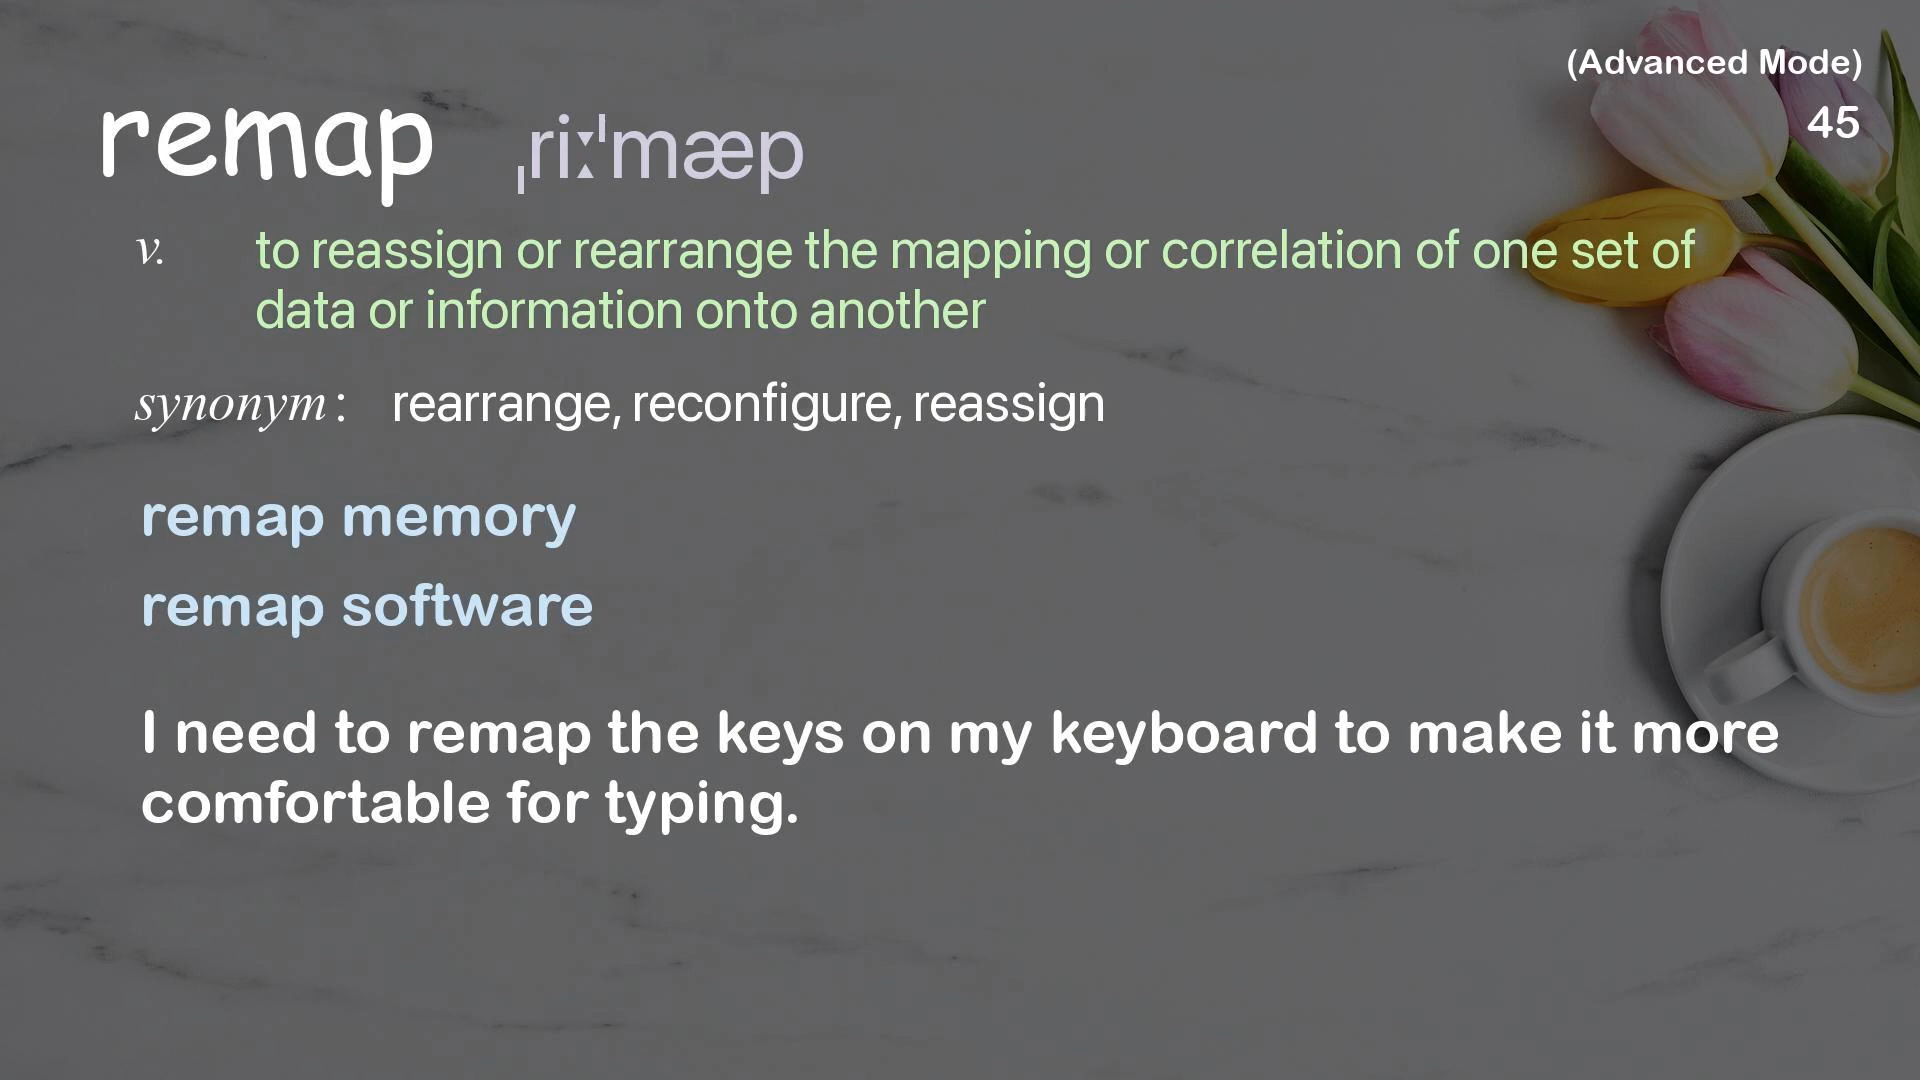 (Advanced Mode)
45
remap ˌriːˈmæp
v. to reassign or rearrange the mapping or correlation of one set of
data or information onto another
synonym: rearrange, reconfigure, reassign
remap memory
remap software
I need to remap the keys on my keyboard to make it more
comfortable for typing.